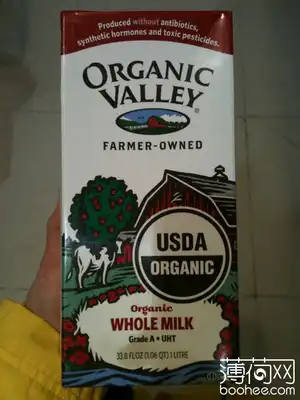 Produced without antibiotics,
synthetic hormones and toxic pesticides.
ORGANIC
VALLEY®
FARMER-OWNED
USDA
ORGANIC
Organic
WHOLE MILK
Grade A • UHT
33.8 FL OZ (1.06 QT) 1 LITRE
薄荷网
boohee.com